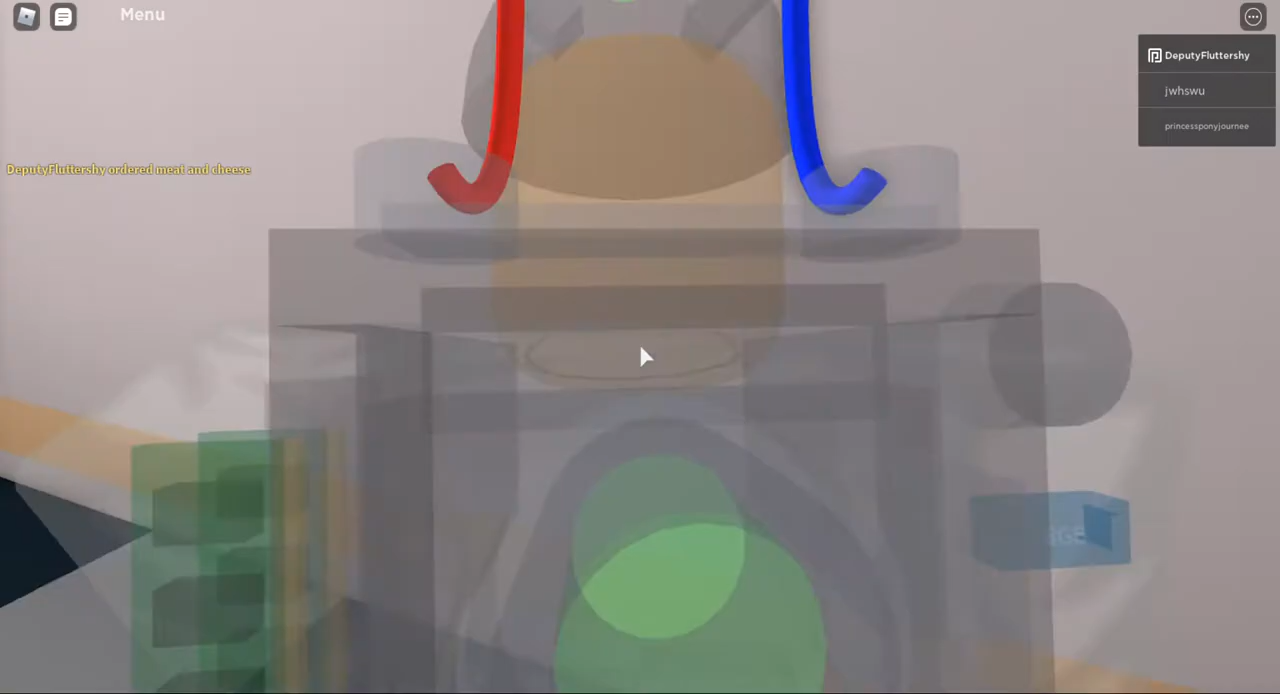 Menu
DeputyFluttershy
jwhswu
princessponyjournee
DeputyFluttershy ordered meat and cheese